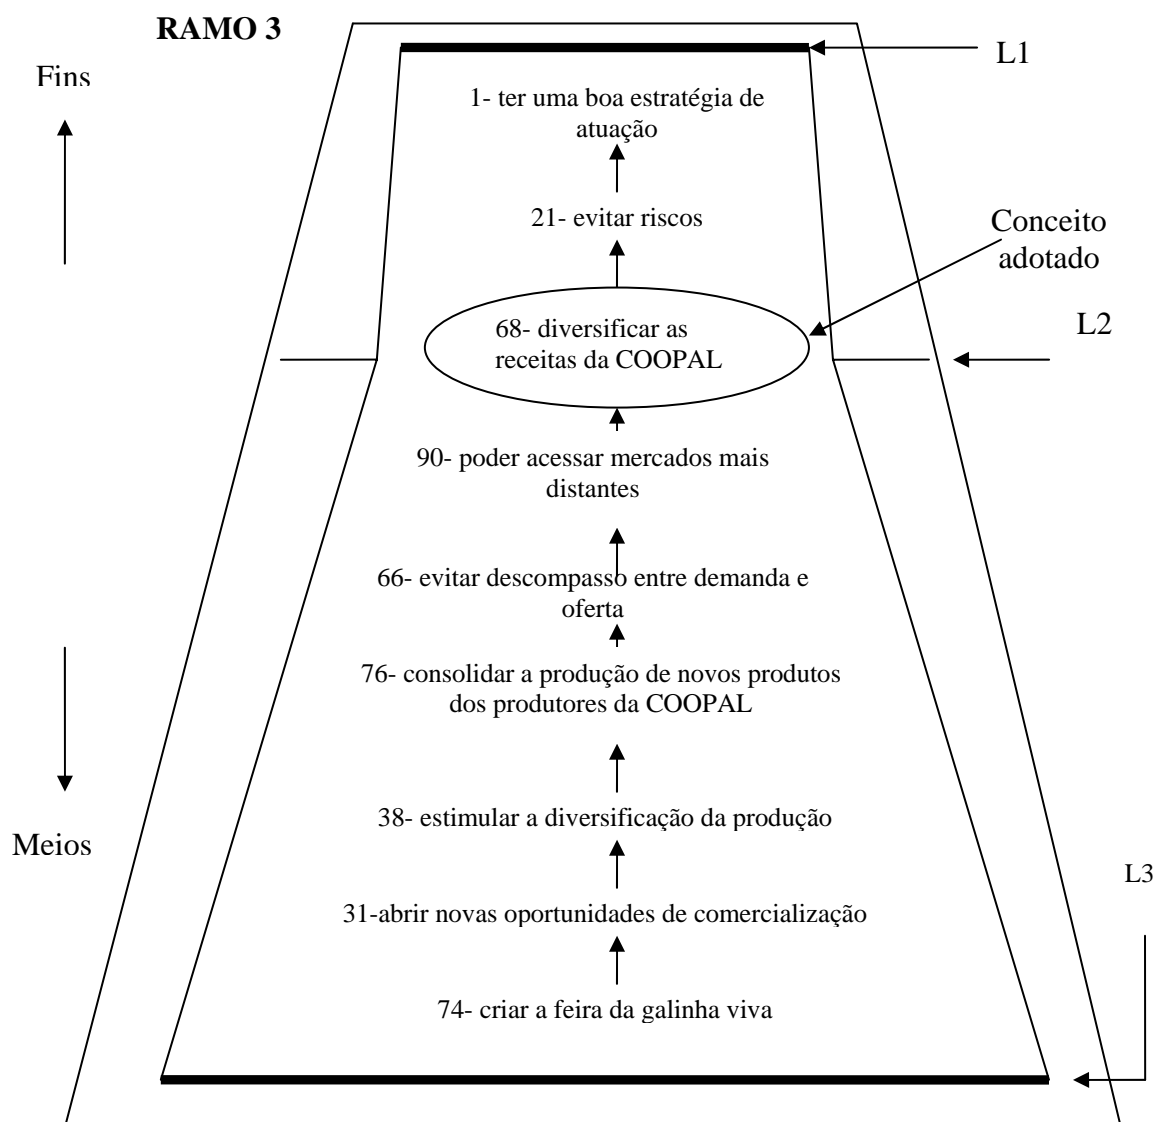 RAMO 3
L1
Fins
1- ter uma boa estratégia de
atuação
21- evitar riscos
Conceito
adotado
68- diversificar as
receitas da COOPAL
L2
90- poder acessar mercados mais
distantes
66- evitar descompasso entre demanda e
oferta
76- consolidar a produção de novos produtos
dos produtores da COOPAL
38- estimular a diversificação da produção
Meios
L3
31-abrir novas oportunidades de comercialização
74- criar a feira da galinha viva